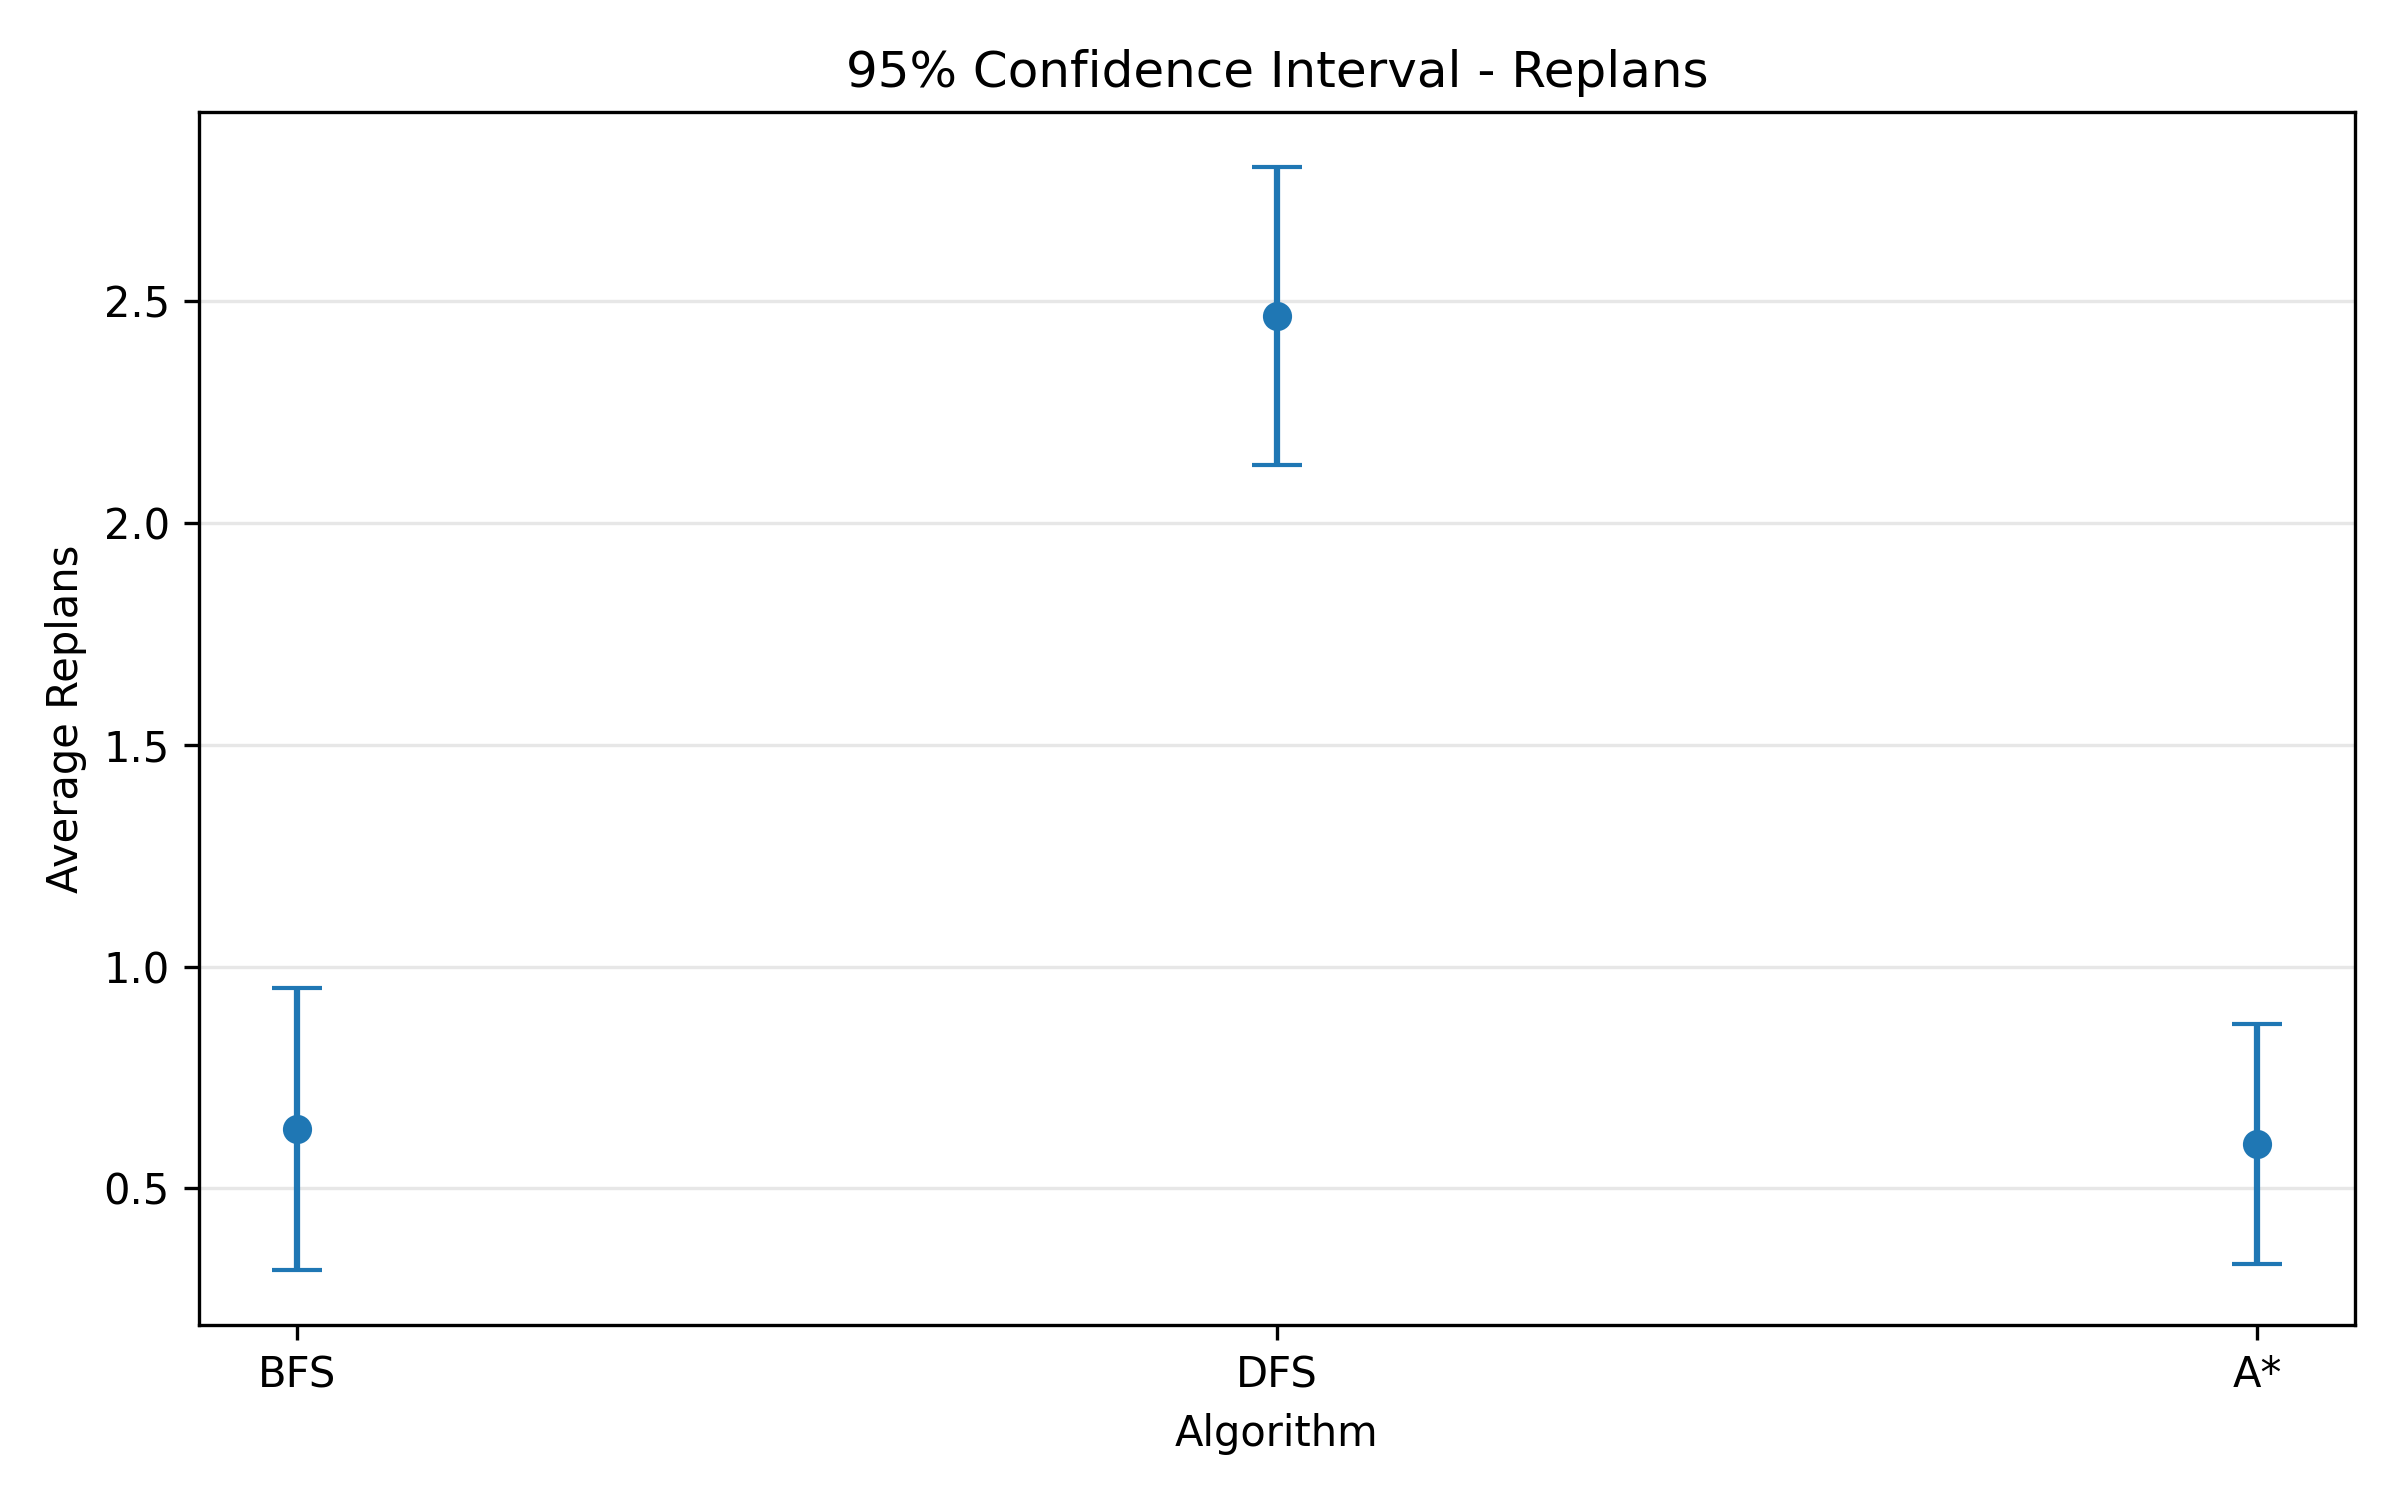 95% Confidence Interval - Replans
Average Replans
2.5
2.0
1.5
1.0
0.5
BFS
DFS
A*
Algorithm